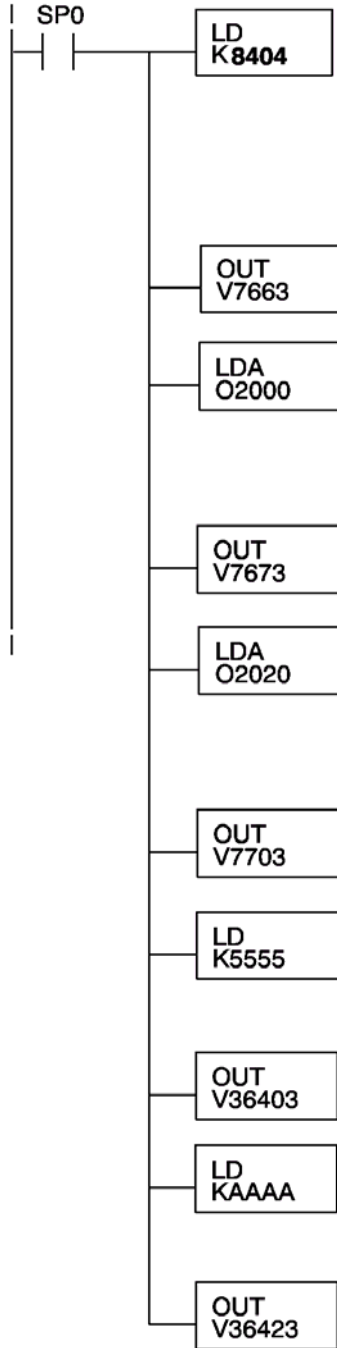 SP0
LD
K8404
OUT
V7663
LDA
O2000
OUT
V7673
LDA
O2020
OUT
V7703
LD
K5555
OUT
V36403
LD
KAAAA
OUT
V36423